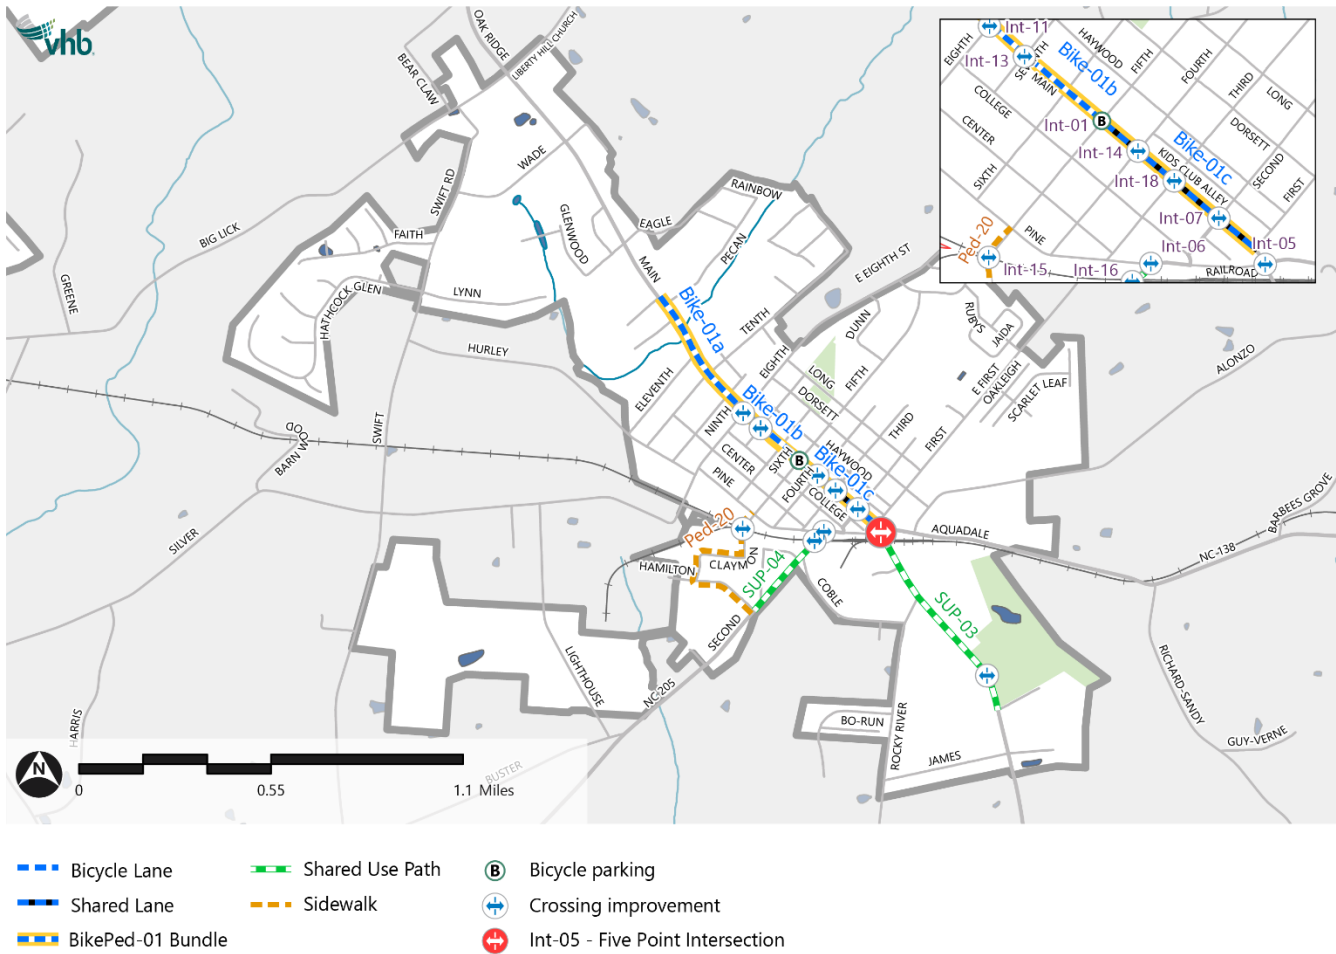 vhb
OAK RIDGE
LIBERTY HILL CHURCH
BEAR CLAW
WADE
SWIFT RD
BIG LICK
GLENWOOD
RAINBOW
EAGLE
PECAN
FAITH
GREENE
MAIN
E EIGHTH ST
LYNN
HATHCOCK GLEN
Bike-01a
HURLEY
TENTH
DUNN
RUBYS
JAIDA
ALONZO
EIGHTH
LONG
FIFTH
E FIRST
OAKLEIGH
SCARLET LEAF
ELEVENTH
DORSETT
NINTH
Bike-01b
THIRD
FIRST
SWIFT
BARN WOOD
CENTER
SIXTH
B
HAYWOOD
PINE
FOURTH
Bike-01c
COLLEGE
SILVER
Ped-20
AQUADALE
BARBEES GROVE
NC-138
HAMILTON
CLAYMON
SUP-04
COBLE
SUP-03
SECOND
LIGHTHOUSE
NC-205
RICHARD-SANDY
HARRIS
BO-RUN
ROCKY RIVER
GUY-VERNE
JAMES
BUSTER
N
0
0.55
1.1 Miles
Int-11
EIGHTH
Int-13
SEVENTH
MAIN
HAYWOOD
Bike-01b
FIFTH
FOURTH
THIRD
LONG
COLLEGE
Int-01
B
DORSETT
CENTER
Int-14
KIDS CLUB ALLEY
Bike-01c
SECOND
SIXTH
Int-18
FIRST
Int-07
Ped-20
PINE
Int-06
Int-05
Int-15
Int-16
RAILROAD
Bicycle Lane
Shared Use Path
B Bicycle parking
Shared Lane
Sidewalk
Crossing improvement
BikePed-01 Bundle
Int-05 - Five Point Intersection